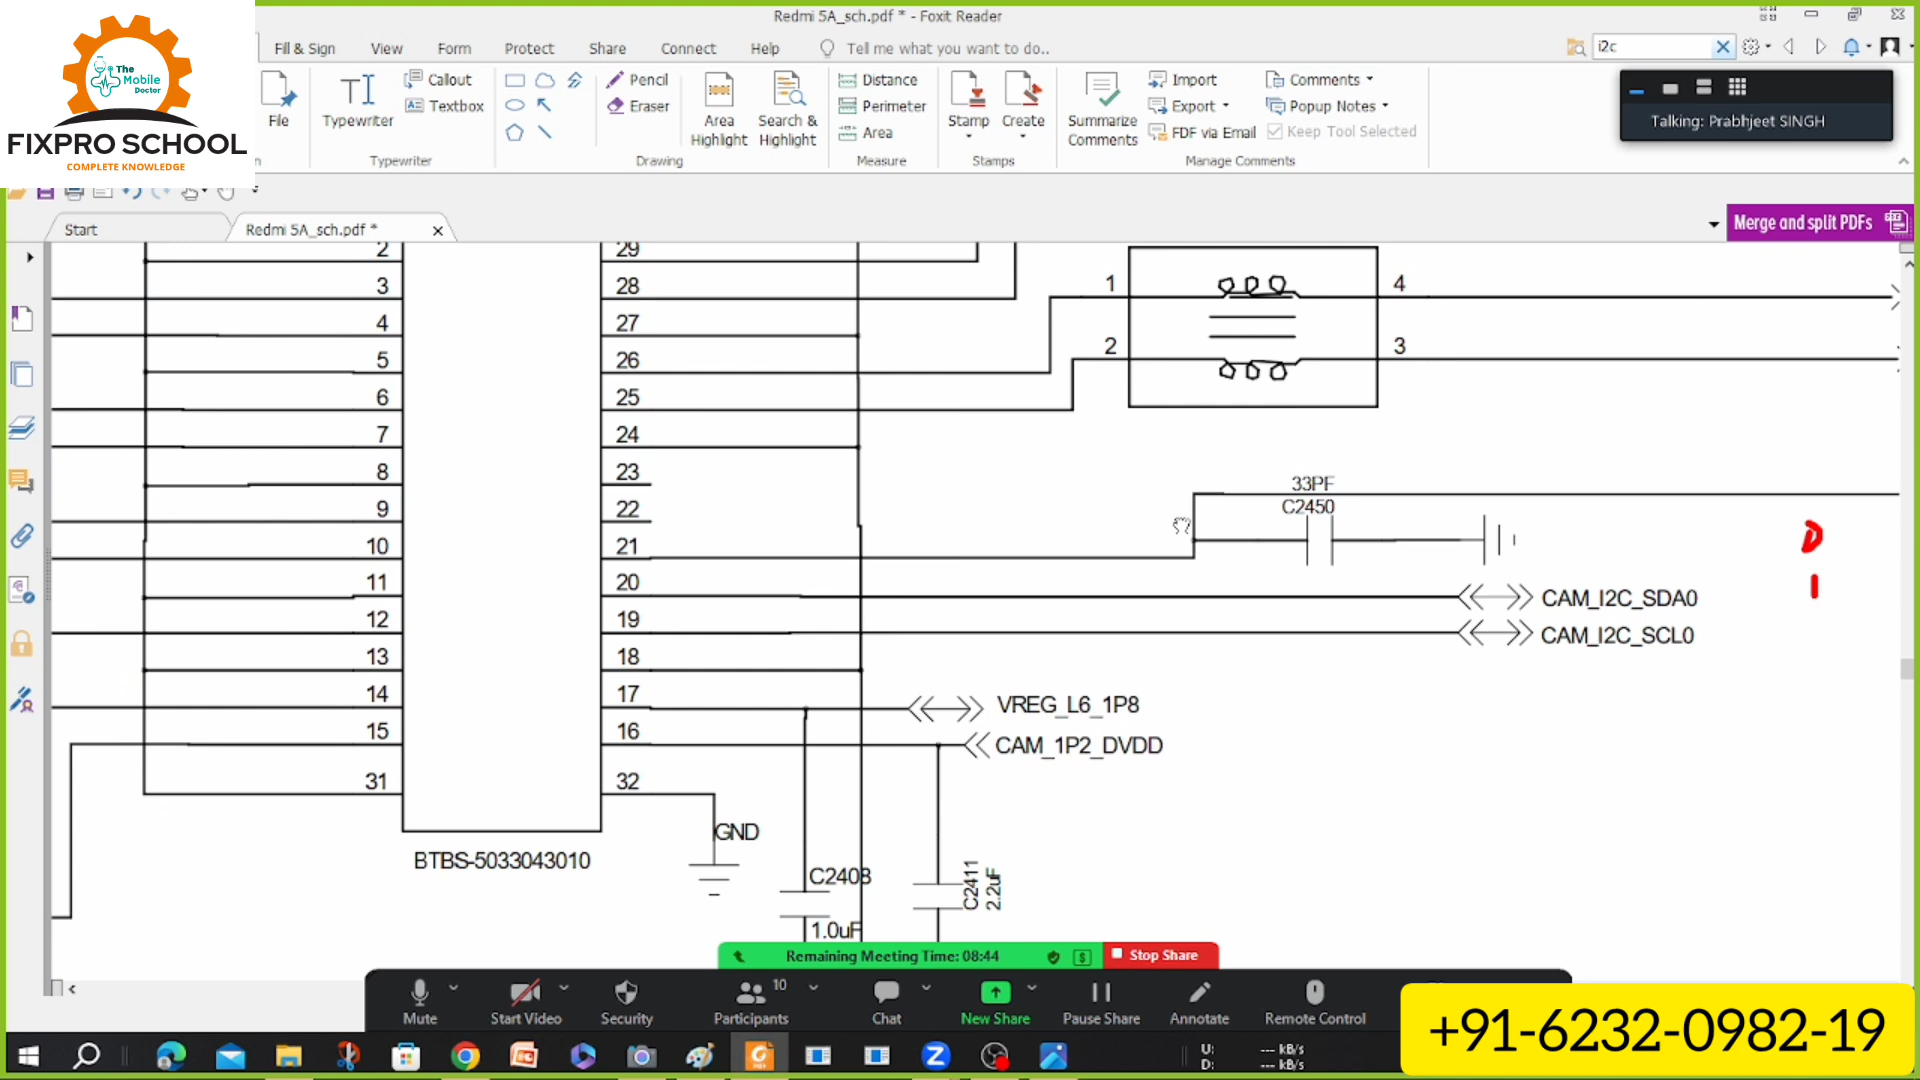 Redmi 5A_sch.pdf * - Foxit Reader
The
Mobile
Doctor
FIXPRO SCHOOL
COMPLETE KNOWLEDGE
Fill & Sign View Form Protect Share Connect Help Tell me what you want to do..
i2c
File
Typewriter
Callout
Textbox
Typewriter
Pencil
Eraser
Area
Highlight
Search &
Highlight
Drawing
Distance
Perimeter
Area
Measure
Stamp
Create
Stamps
Summarize
Comments
Import
Export
FDF via Email
Comments
Popup Notes
Keep Tool Selected
Manage Comments
Talking: Prabhjeet SINGH
Start
Redmi 5A_sch.pdf *
Merge and split PDFs
2 29
3 28
4 27
5 26
6 25
7 24
8 23
9 22
10 21
11 20
12 19
13 18
14 17
15 16
31 32
1 4
2 3
33PF
C2450
D
I
CAM_I2C_SDA0
CAM_I2C_SCL0
VREG_L6_1P8
CAM_1P2_DVDD
GND
BTBS-5033043010
C2408
1.0uF
C2411
2.2uF
Remaining Meeting Time: 08:44
Stop Share
Mute
Start Video
Security
Participants
10
Chat
New Share
Pause Share
Annotate
Remote Control
U: --- kB/s
D: --- kB/s
+91-6232-0982-19